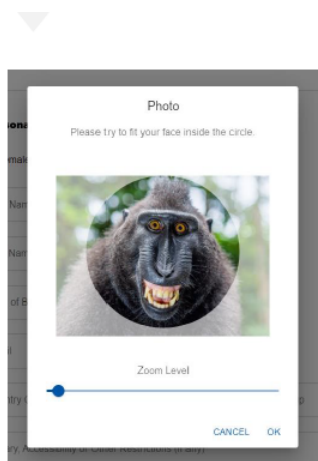 Photo
Please try to fit your face inside the circle.
Zoom Level
CANCEL OK